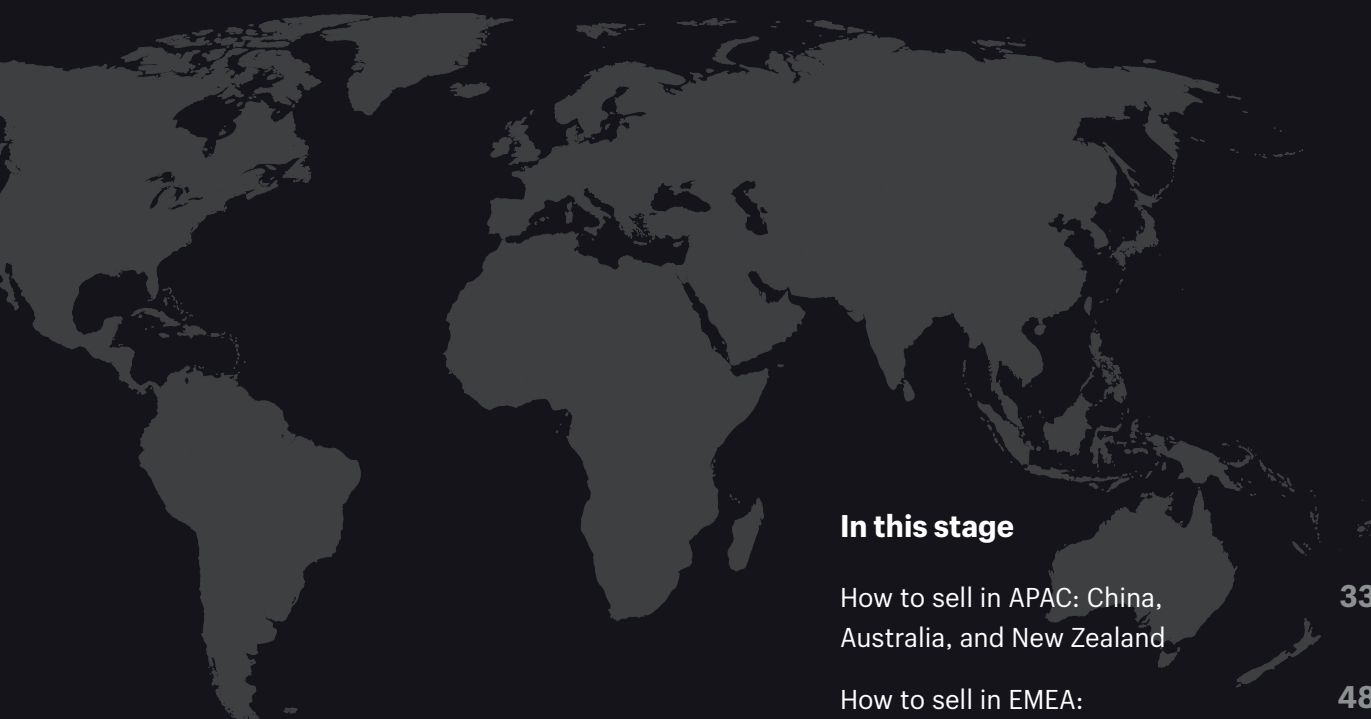 In this stage
How to sell in APAC: China, 33
Australia, and New Zealand
How to sell in EMEA: 48